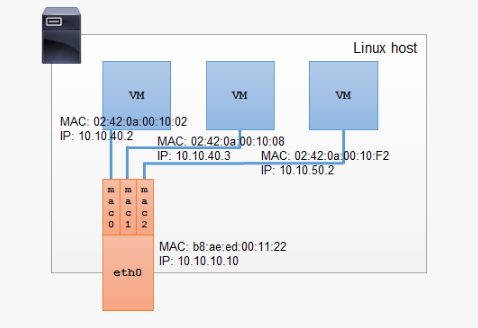 Linux host
VM
VM
VM
MAC: 02:42:0a:00:10:02
IP: 10.10.40.2
MAC: 02:42:0a:00:10:08
IP: 10.10.40.3
MAC: 02:42:0a:00:10:F2
IP: 10.10.50.2
mac0
mac1
mac2
MAC: b8:ae:ed:00:11:22
IP: 10.10.10.10
eth0